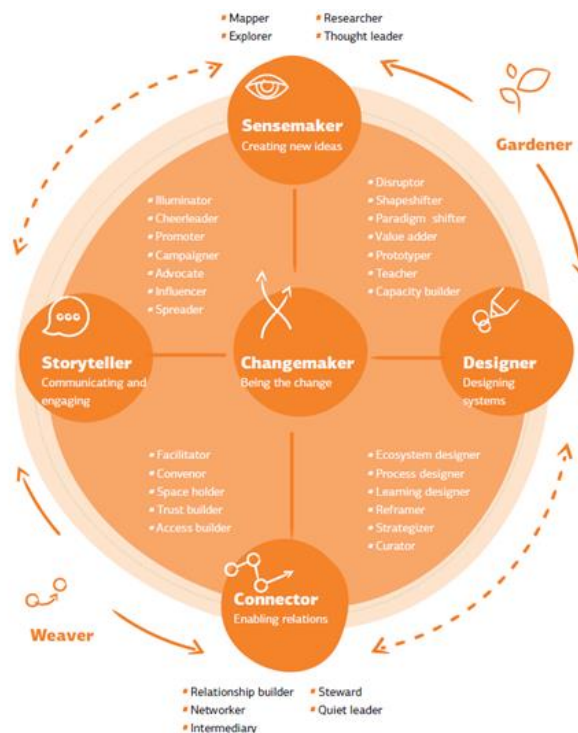 Mapper
Explorer
Researcher
Thought leader
Sensemaker
Creating new ideas
Gardener
Illuminator
Cheerleader
Promoter
Campaigner
Advocate
Influencer
Spreader
Disruptor
Shapeshifter
Paradigm shifter
Value adder
Prototyper
Teacher
Capacity builder
Storyteller
Communicating and
engaging
Changemaker
Being the change
Designer
Designing
systems
Facilitator
Convenor
Space holder
Trust builder
Access builder
Ecosystem designer
Process designer
Learning designer
Reframer
Strategizer
Curator
Weaver
Connector
Enabling relations
Relationship builder
Networker
Intermediary
Steward
Quiet leader